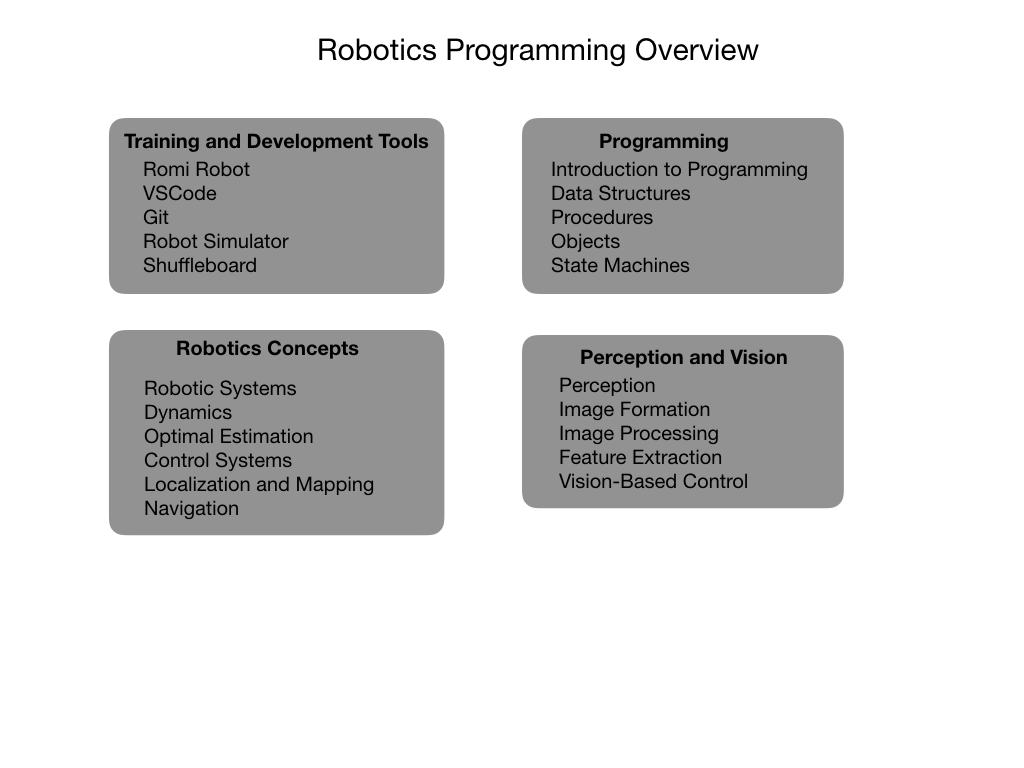 Robotics Programming Overview
Training and Development Tools
Romi Robot
VSCode
Git
Robot Simulator
Shuffleboard
Programming
Introduction to Programming
Data Structures
Procedures
Objects
State Machines
Robotics Concepts
Robotic Systems
Dynamics
Optimal Estimation
Control Systems
Localization and Mapping
Navigation
Perception and Vision
Perception
Image Formation
Image Processing
Feature Extraction
Vision-Based Control